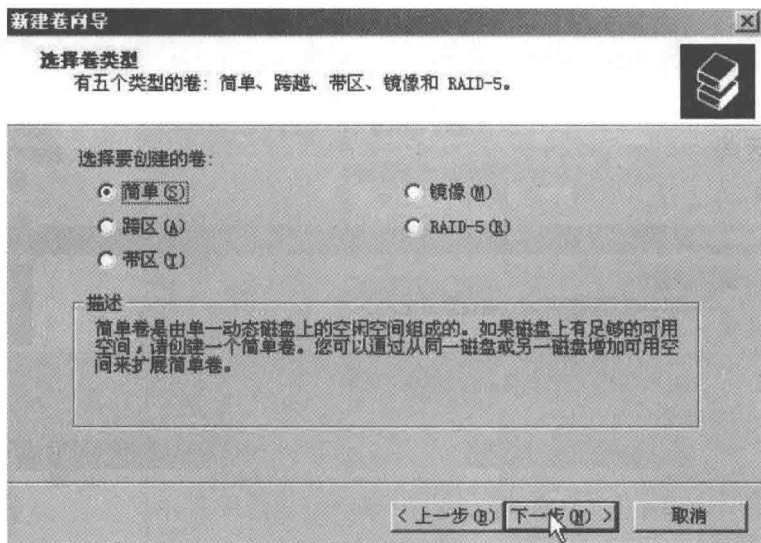 新建卷向导
选择卷类型
有五个类型的卷: 简单、跨越、带区、镜像和 RAID-5。
选择要创建的卷:
简单(S)
镜像(M)
跨区(A)
RAID-5(R)
带区(T)
描述
简单卷是由单一动态磁盘上的空闲空间组成的。如果磁盘上有足够的可用
空间，请创建一个简单卷。您可以通过从同一磁盘或另一磁盘增加可用空
间来扩展简单卷。
< 上一步(B)
下一步(N) >
取消